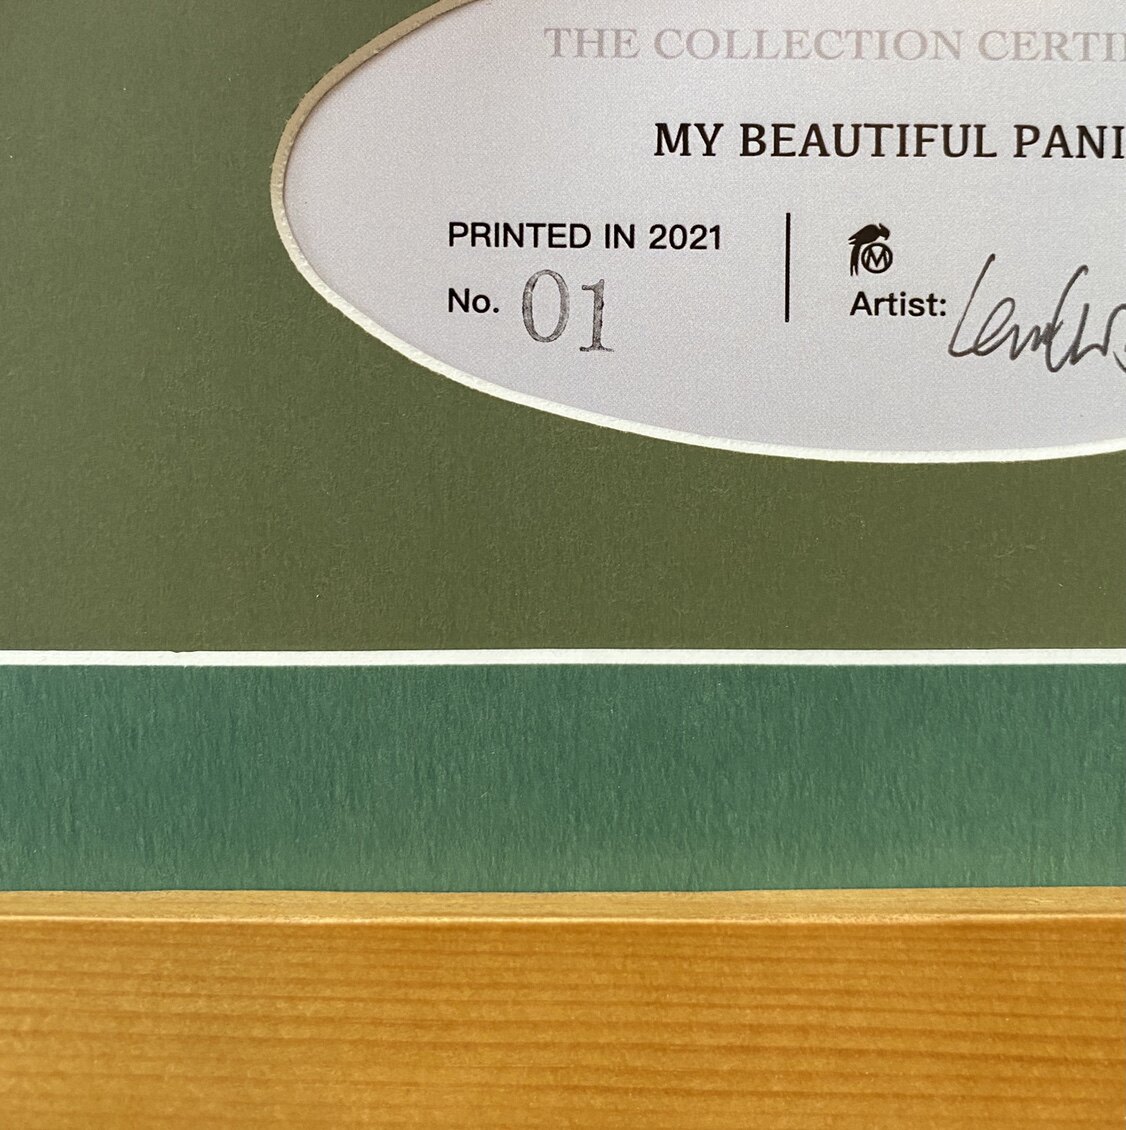 THE COLLECTION CERTI
MY BEAUTIFUL PANI
PRINTED IN 2021
No. 01
M
Artist: